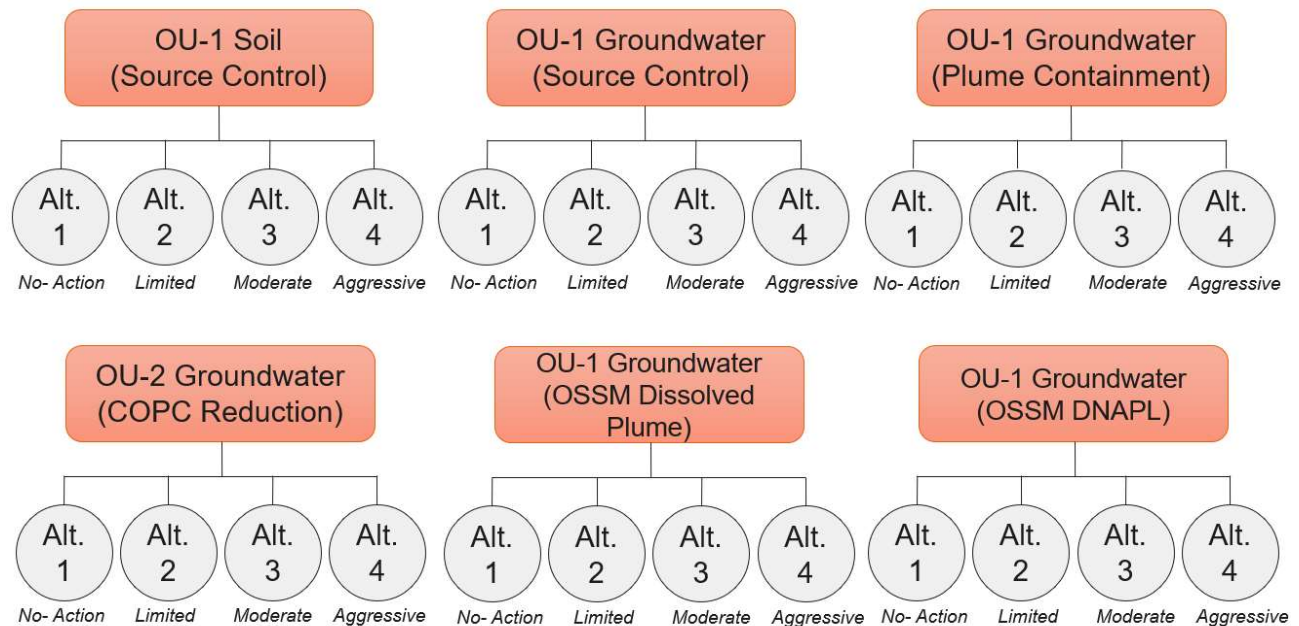 OU-1 Soil
(Source Control)
OU-1 Groundwater
(Source Control)
OU-1 Groundwater
(Plume Containment)
Alt.
1
Alt.
2
Alt.
3
Alt.
4
Alt.
1
Alt.
2
Alt.
3
Alt.
4
Alt.
1
Alt.
2
Alt.
3
Alt.
4
No- Action
Limited
Moderate
Aggressive
No- Action
Limited
Moderate
Aggressive
No- Action
Limited
Moderate
Aggressive
OU-2 Groundwater
(COPC Reduction)
OU-1 Groundwater
(OSSM Dissolved
Plume)
OU-1 Groundwater
(OSSM DNAPL)
Alt.
1
Alt.
2
Alt.
3
Alt.
4
Alt.
1
Alt.
2
Alt.
3
Alt.
4
Alt.
1
Alt.
2
Alt.
3
Alt.
4
No- Action
Limited
Moderate
Aggressive
No- Action
Limited
Moderate
Aggressive
No- Action
Limited
Moderate
Aggressive